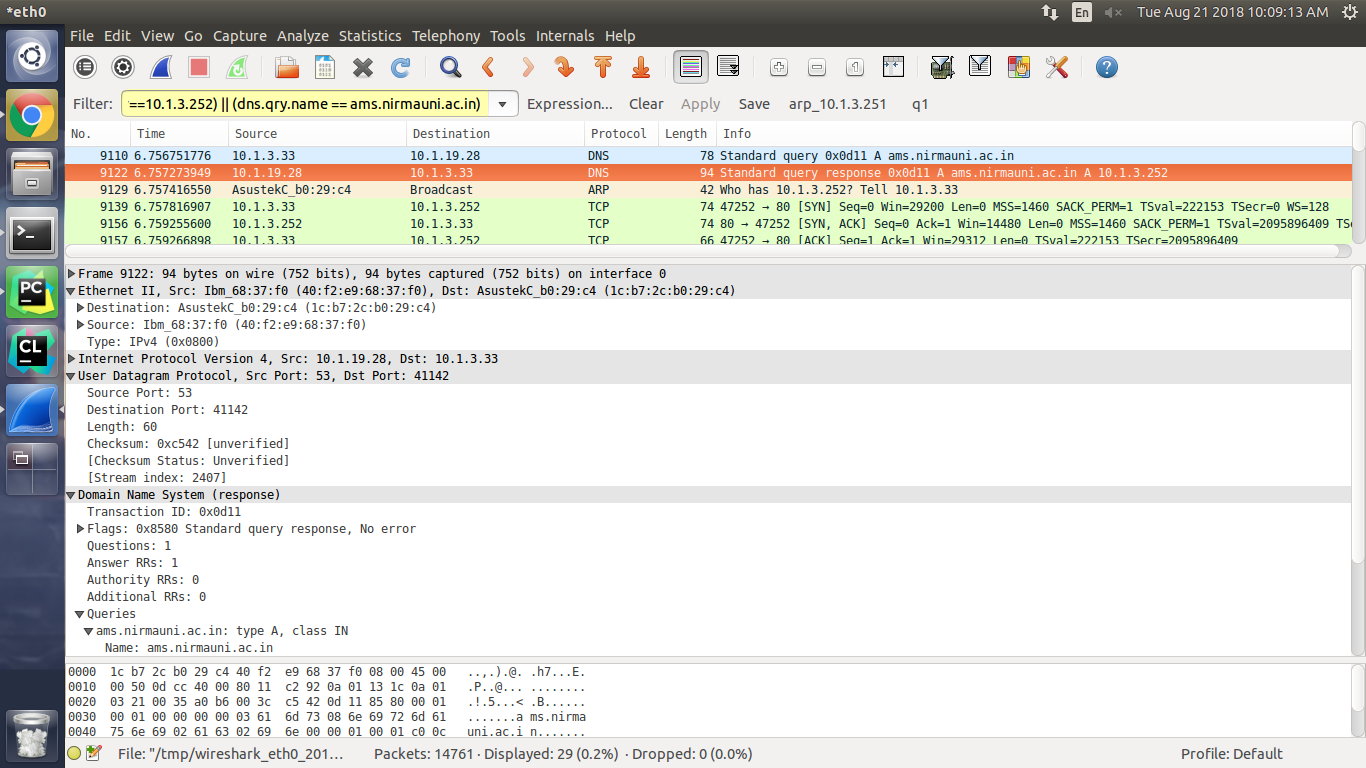 *eth0 En Tue Aug 21 2018 10:09:13 AM
File Edit View Go Capture Analyze Statistics Telephony Tools Internals Help
Filter: ==10.1.3.252) || (dns.qry.name == ams.nirmauni.ac.in) Expression... Clear Apply Save arp_10.1.3.251 q1
No. Time Source Destination Protocol Length Info
9110 6.756751776 10.1.3.33 10.1.19.28 DNS 78 Standard query 0x0d11 A ams.nirmauni.ac.in
9122 6.757273949 10.1.19.28 10.1.3.33 DNS 94 Standard query response 0x0d11 A ams.nirmauni.ac.in A 10.1.3.252
9129 6.757416550 AsustekC_b0:29:c4 Broadcast ARP 42 Who has 10.1.3.252? Tell 10.1.3.33
9139 6.757816907 10.1.3.33 10.1.3.252 TCP 74 47252 → 80 [SYN] Seq=0 Win=29200 Len=0 MSS=1460 SACK_PERM=1 TSval=222153 TSecr=0 WS=128
9156 6.759255600 10.1.3.252 10.1.3.33 TCP 74 80 → 47252 [SYN, ACK] Seq=0 Ack=1 Win=14480 Len=0 MSS=1460 SACK_PERM=1 TSval=2095896409 TSe
9157 6.759266898 10.1.3.33 10.1.3.252 TCP 66 47252 → 80 [ACK] Seq=1 Ack=1 Win=29312 Len=0 TSval=222153 TSecr=2095896409
Frame 9122: 94 bytes on wire (752 bits), 94 bytes captured (752 bits) on interface 0
Ethernet II, Src: Ibm_68:37:f0 (40:f2:e9:68:37:f0), Dst: AsustekC_b0:29:c4 (1c:b7:2c:b0:29:c4)
Destination: AsustekC_b0:29:c4 (1c:b7:2c:b0:29:c4)
Source: Ibm_68:37:f0 (40:f2:e9:68:37:f0)
Type: IPv4 (0x0800)
Internet Protocol Version 4, Src: 10.1.19.28, Dst: 10.1.3.33
User Datagram Protocol, Src Port: 53, Dst Port: 41142
Source Port: 53
Destination Port: 41142
Length: 60
Checksum: 0xc542 [unverified]
[Checksum Status: Unverified]
[Stream index: 2407]
Domain Name System (response)
Transaction ID: 0x0d11
Flags: 0x8580 Standard query response, No error
Questions: 1
Answer RRs: 1
Authority RRs: 0
Additional RRs: 0
Queries
ams.nirmauni.ac.in: type A, class IN
Name: ams.nirmauni.ac.in
0000 1c b7 2c b0 29 c4 40 f2 e9 68 37 f0 08 00 45 00 ..,.).@. .h7...E.
0010 00 50 0d cc 40 00 80 11 c2 92 0a 01 13 1c 0a 01 .P..@... ........
0020 03 21 00 35 a0 b6 00 3c c5 42 0d 11 85 80 00 01 .!.5...< .B......
0030 00 01 00 00 00 00 03 61 6d 73 08 6e 69 72 6d 61 .......a ms.nirma
0040 75 6e 69 02 61 63 02 69 6e 00 00 01 00 01 c0 0c uni.ac.i n.......
File: "/tmp/wireshark_eth0_201... Packets: 14761 · Displayed: 29 (0.2%) · Dropped: 0 (0.0%) Profile: Default
PC
CL